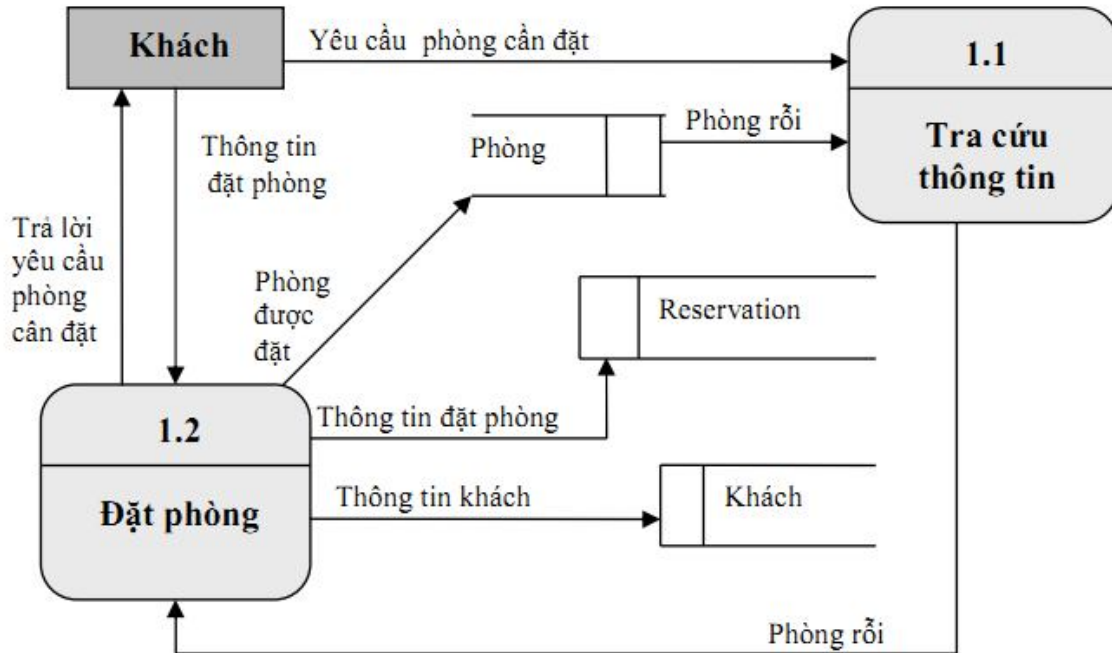 Khách
Yêu cầu phòng cần đặt
1.1
Tra cứu
thông tin
Phòng rỗi
Phòng
Thông tin
đặt phòng
Trả lời
yêu cầu
phòng
cân đặt
Phòng
được
đặt
Reservation
1.2
Đặt phòng
Thông tin đặt phòng
Thông tin khách
Khách
Phòng rỗi